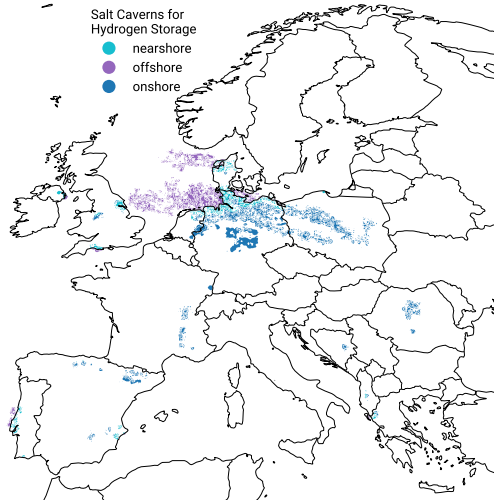 Salt Caverns for
Hydrogen Storage
nearshore
offshore
onshore